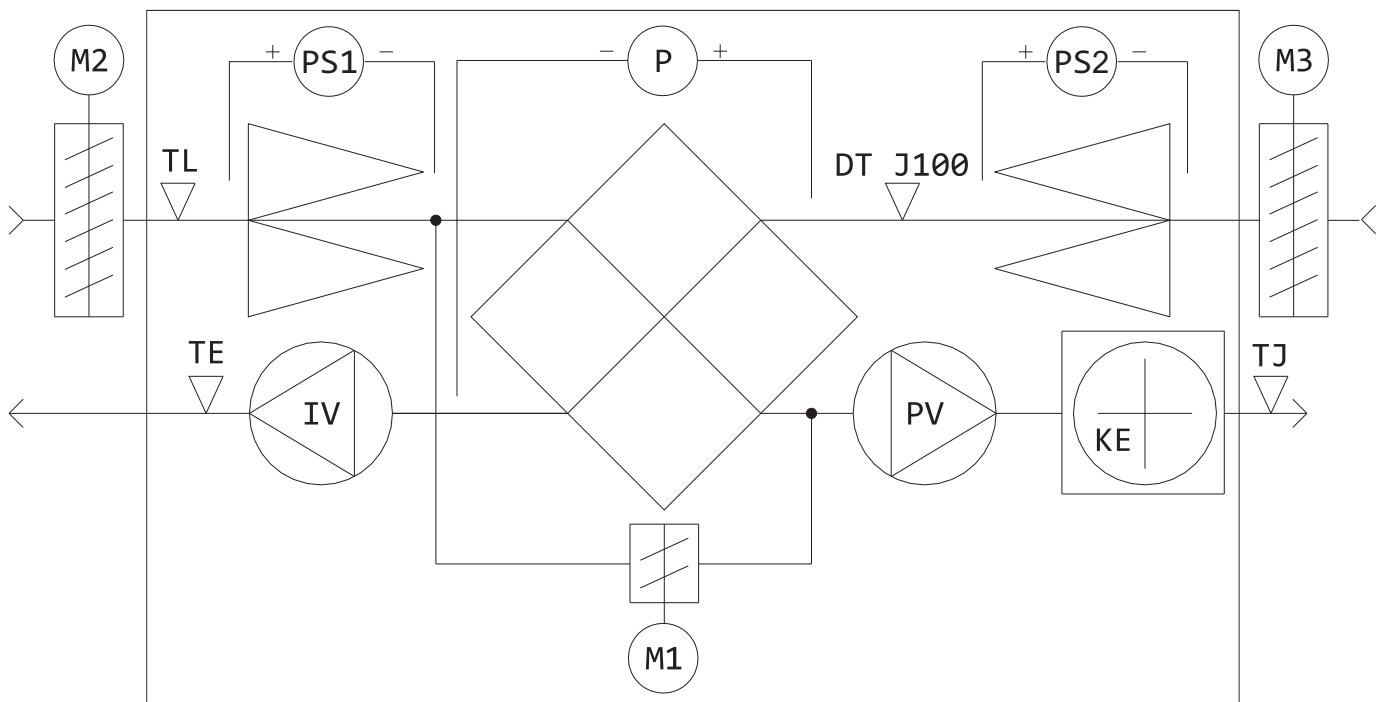 M2
+ PS1 −
− P +
+ PS2 −
M3
TL
DT J100
TE
IV
PV
KE
TJ
M1